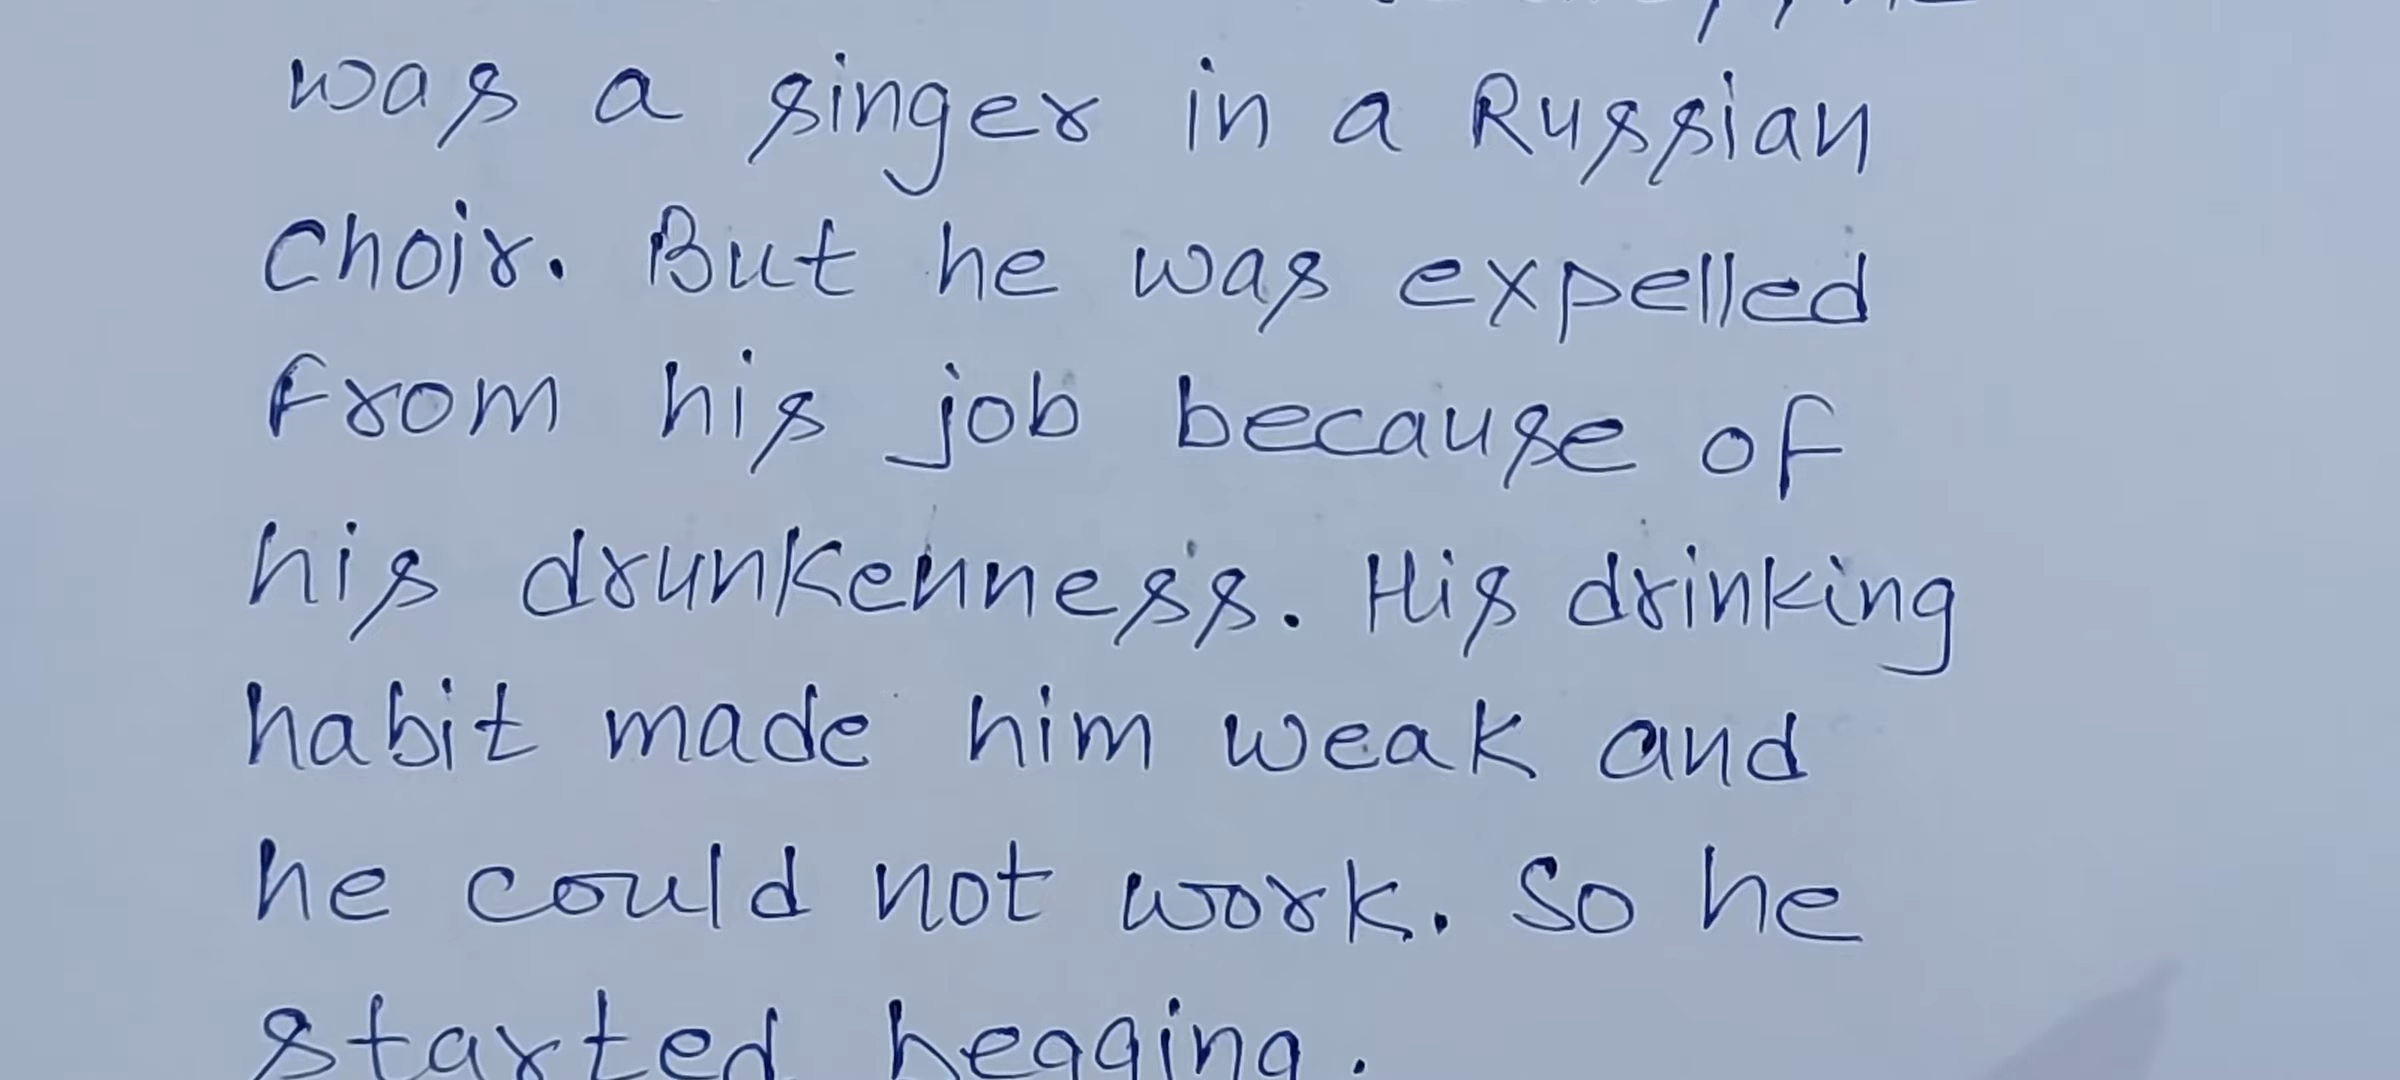 was a singer in a Russian
choir. But he was expelled
from his job because of
his drunkenness. His drinking
habit made him weak and
he could not work. So he
started begging.